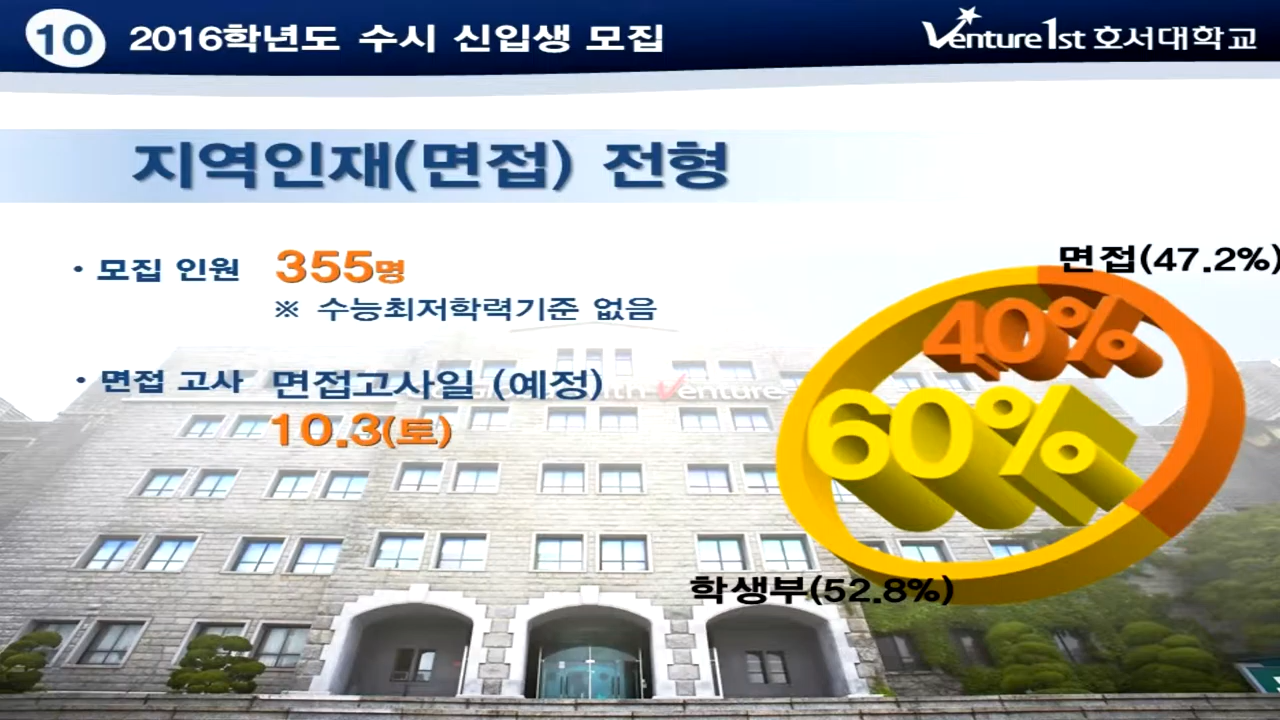 10 2016학년도 수시 신입생 모집
Venture 1st 호서대학교
지역인재(면접) 전형
• 모집 인원 355명
※ 수능최저학력기준 없음
• 면접 고사 면접고사일 (예정)
10.3(토)
면접(47.2%)
40%
60%
학생부(52.8%)
Venture